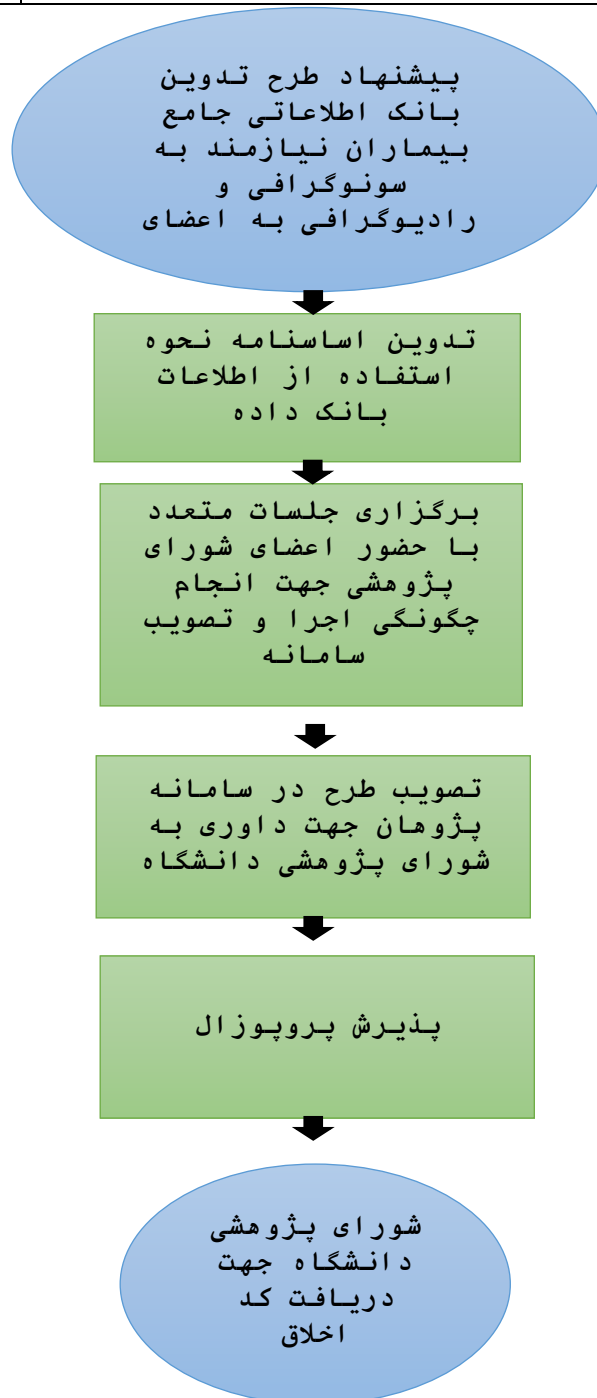 پیشنهاد طرح تدوین
بانک اطلاعاتی جامع
بیماران نیازمند به
سونوگرافی و
رادیوگرافی به اعضای
تدوین اساسنامه نحوه
استفاده از اطلاعات
بانک داده
برگزاری جلسات متعدد
با حضور اعضای شورای
پژوهشی جهت انجام
چگونگی اجرا و تصویب
سامانه
تصویب طرح در سامانه
پژوهان جهت داوری به
شورای پژوهشی دانشگاه
پذیرش پروپوزال
شورای پژوهشی
دانشگاه جهت
دریافت کد
اخلاق